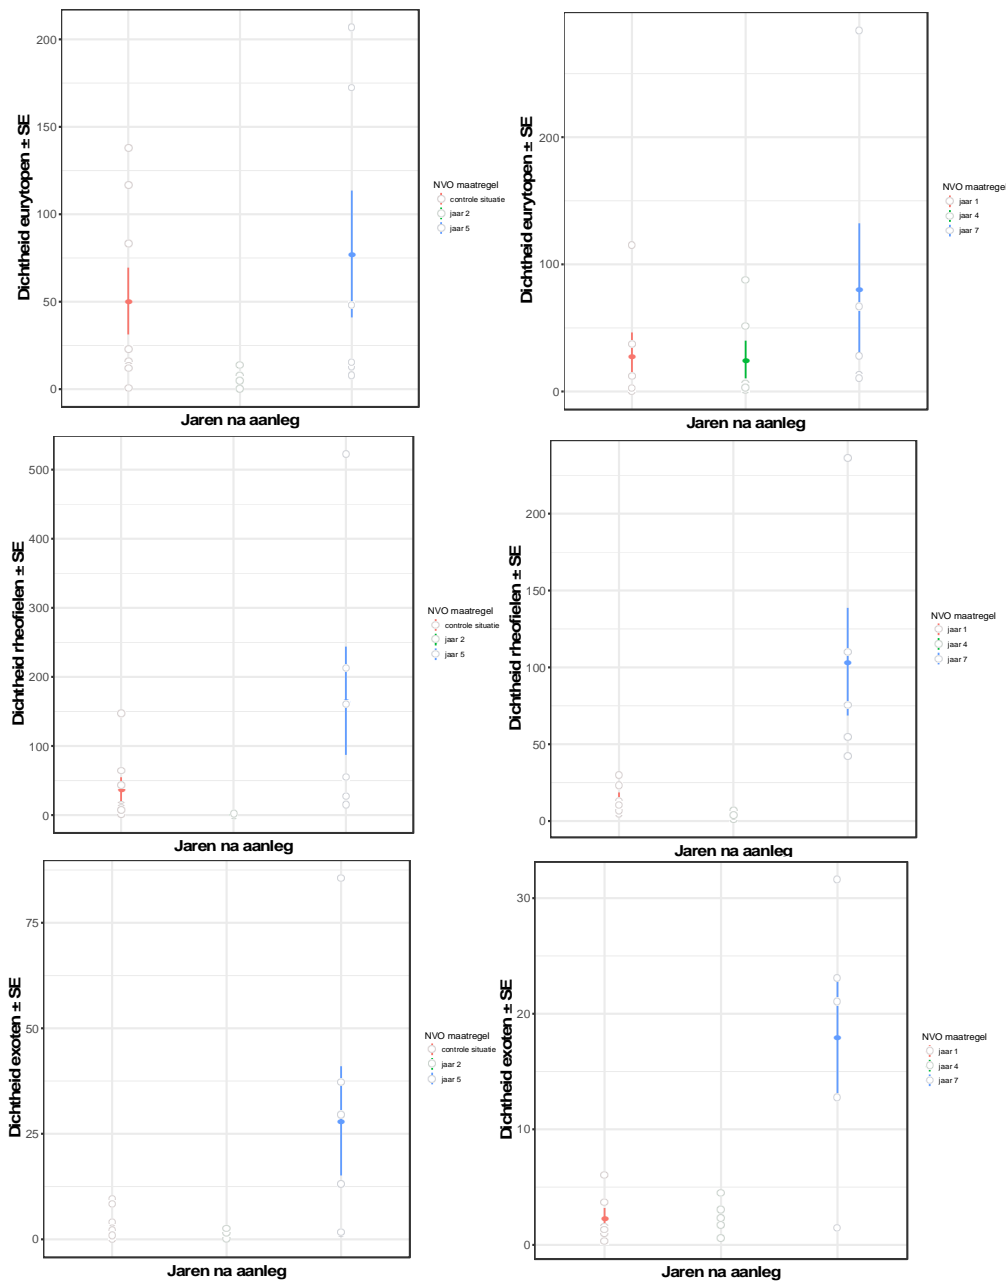 Dichtheid eurytopen ± SE
200
150
100
50
0
Jaren na aanleg
NVO maatregel
controle situatie
jaar 2
jaar 5
Dichtheid eurytopen ± SE
200
100
0
Jaren na aanleg
NVO maatregel
jaar 1
jaar 4
jaar 7
Dichtheid rheofielen ± SE
500
400
300
200
100
0
Jaren na aanleg
NVO maatregel
controle situatie
jaar 2
jaar 5
Dichtheid rheofielen ± SE
200
150
100
50
0
Jaren na aanleg
NVO maatregel
jaar 1
jaar 4
jaar 7
Dichtheid exoten ± SE
75
50
25
0
Jaren na aanleg
NVO maatregel
controle situatie
jaar 2
jaar 5
Dichtheid exoten ± SE
30
20
10
0
Jaren na aanleg
NVO maatregel
jaar 1
jaar 4
jaar 7